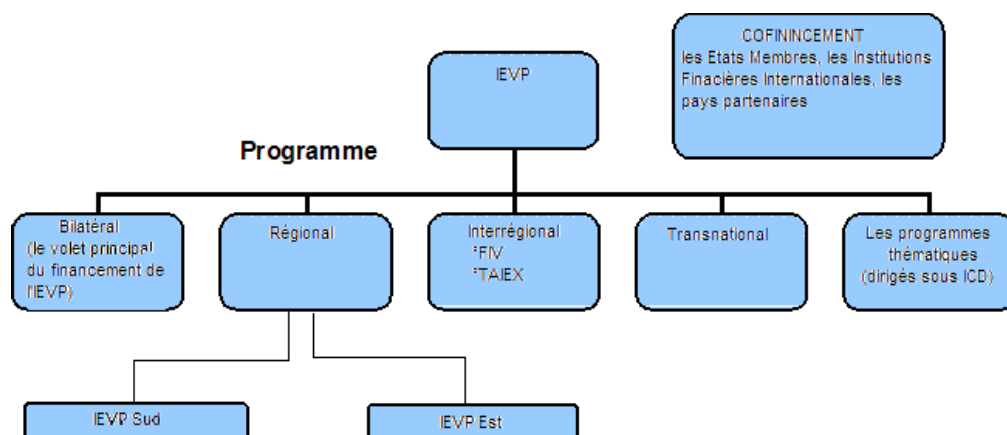 IEVP
COFINANCEMENT
les Etats Membres, les Institutions
Finacières Internationales, les
pays partenaires
Programme
Bilatéral
(le volet principal
du financement de
l'IEVP)
Régional
Interrégional
*FIV
*TAIEX
Transnational
Les programmes
thématiques
(dirigés sous ICD)
IEVP Sud
IEVP Est